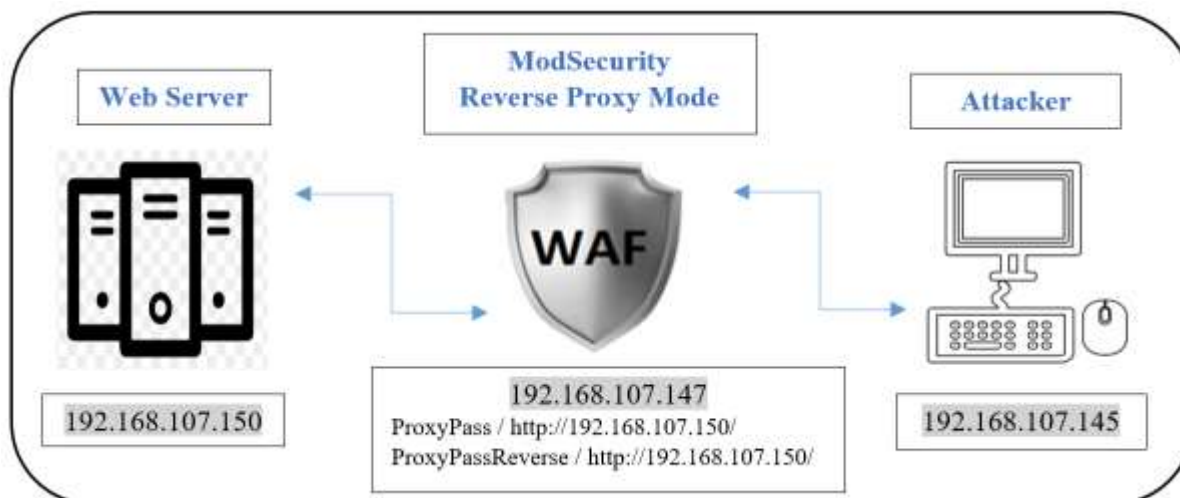 Web Server
ModSecurity
Reverse Proxy Mode
Attacker
WAF
192.168.107.150
192.168.107.147
ProxyPass / http://192.168.107.150/
ProxyPassReverse / http://192.168.107.150/
192.168.107.145